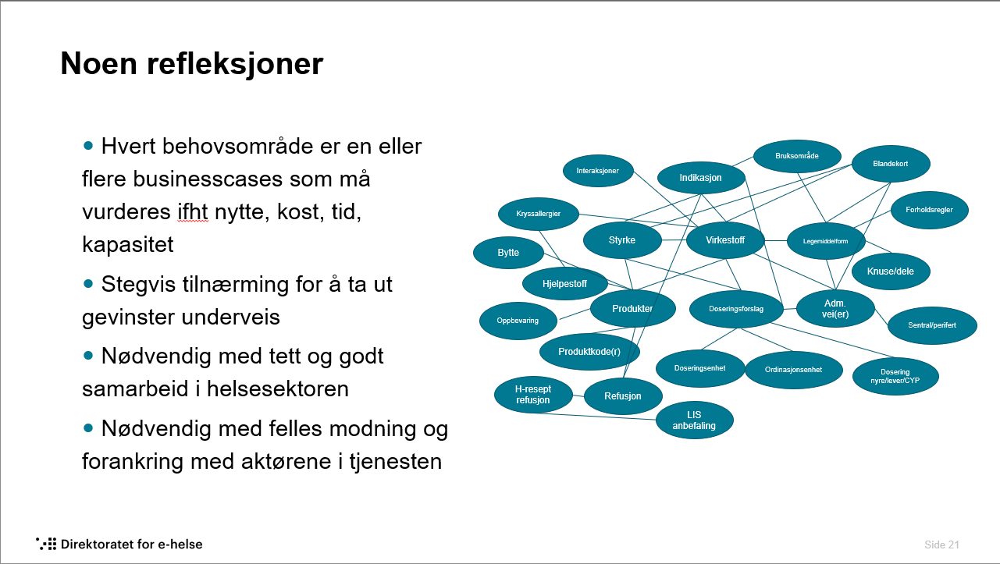 Noen refleksjoner
• Hvert behovsområde er en eller
flere businesscases som må
vurderes ifht nytte, kost, tid,
kapasitet
• Stegvis tilnærming for å ta ut
gevinster underveis
• Nødvendig med tett og godt
samarbeid i helsesektoren
• Nødvendig med felles modning og
forankring med aktørene i tjenesten
Bruksområde
Blandekort
Interaksjoner
Indikasjon
Kryssallergier
Forholdsregler
Styrke
Virkestoff
Legemiddelform
Bytte
Knuse/dele
Hjelpestoff
Produkter
Doseringsforslag
Adm.
vei(er)
Oppbevaring
Sentral/perifert
Produktkode(r)
Doseringsenhet
Ordinasjonsenhet
Dosering
nyre/lever/CYP
H-resept
refusjon
Refusjon
LIS
anbefaling
Direktoratet for e-helse
Side 21